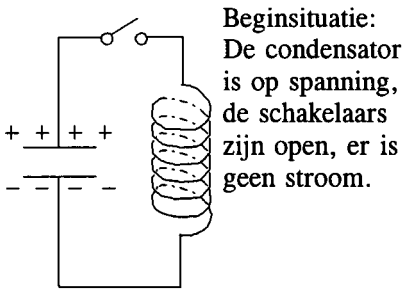 Beginsituatie:
De condensator
is op spanning,
de schakelaars
zijn open, er is
geen stroom.
+ + + +
− − − −